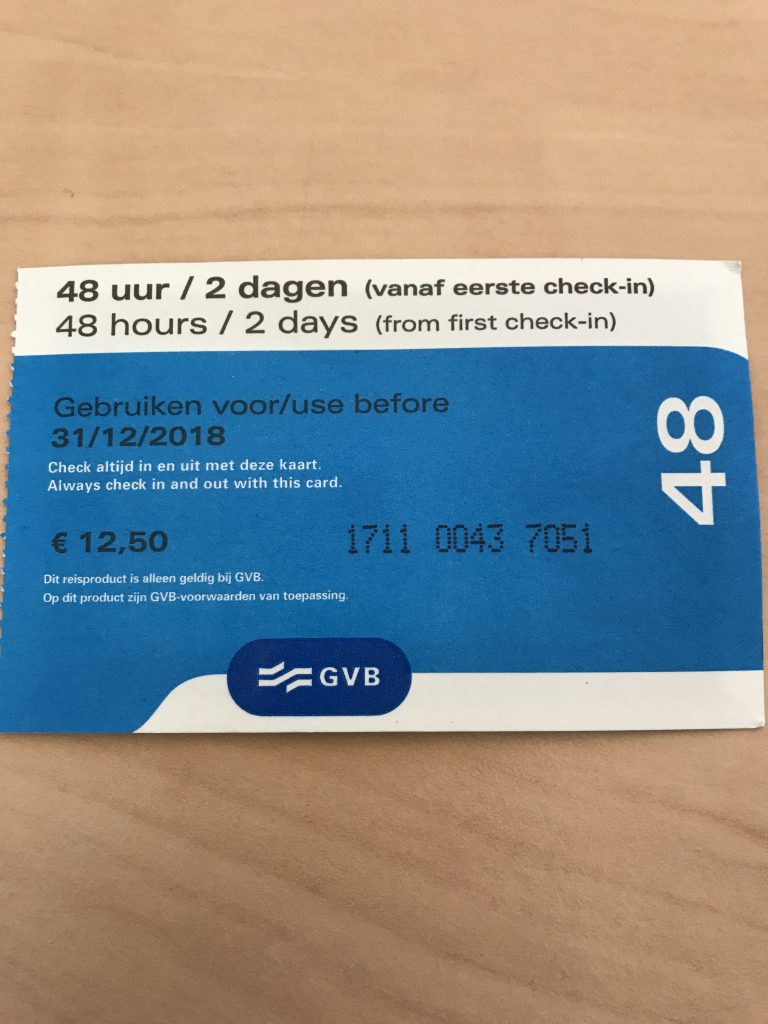 48 uur / 2 dagen (vanaf eerste check-in)
48 hours / 2 days (from first check-in)
Gebruiken voor/use before
31/12/2018
Check altijd in en uit met deze kaart.
Always check in and out with this card.
48
€ 12,50
1711 0043 7051
Dit reisproduct is alleen geldig bij GVB.
Op dit product zijn GVB-voorwaarden van toepassing.
GVB